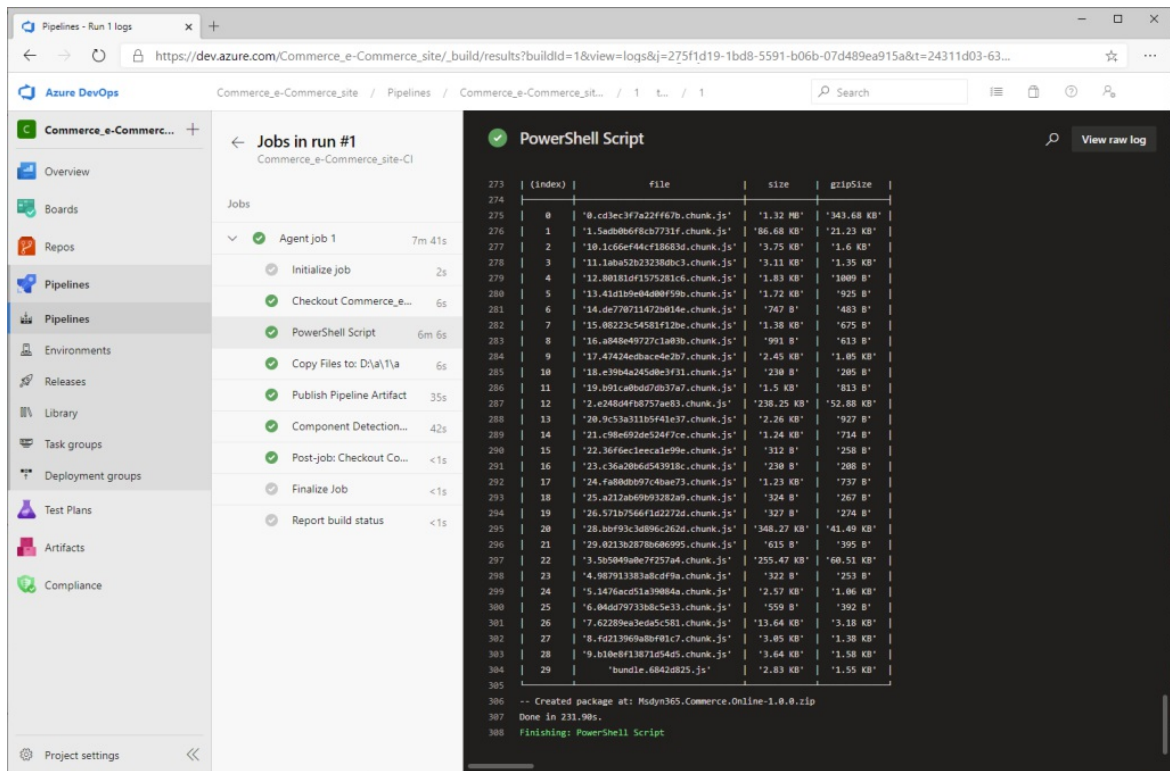 Pipelines - Run 1 logs
https://dev.azure.com/Commerce_e-Commerce_site/_build/results?buildId=1&view=logs&j=275f1d19-1bd8-5591-b06b-07d489ea915a&t=24311d03-63...
Azure DevOps
Commerce_e-Commerce_site / Pipelines / Commerce_e-Commerce_sit... / 1 t... / 1
Search
C Commerce_e-Commerc...
Overview
Boards
Repos
Pipelines
Pipelines
Environments
Releases
Library
Task groups
Deployment groups
Test Plans
Artifacts
Compliance
Project settings
Jobs in run #1
Commerce_e-Commerce_site-CI
Jobs
Agent job 1 7m 41s
Initialize job 2s
Checkout Commerce_e... 6s
PowerShell Script 6m 6s
Copy Files to: D:\a\1\a 6s
Publish Pipeline Artifact 35s
Component Detection... 42s
Post-job: Checkout Co... <1s
Finalize Job <1s
Report build status <1s
PowerShell Script
View raw log
273 | (index) | file | size | gzipSize |
274
275 | 0 | '0.cd3ec3f7a22ff67b.chunk.js' | '1.32 MB' | '343.68 KB' |
276 | 1 | '1.5adb0b6f8cb7731f.chunk.js' | '86.68 KB' | '21.23 KB' |
277 | 2 | '10.1c66ef44cf18683d.chunk.js' | '3.75 KB' | '1.6 KB' |
278 | 3 | '11.1aba52b23238dbc3.chunk.js' | '3.11 KB' | '1.35 KB' |
279 | 4 | '12.80181df1575281c6.chunk.js' | '1.83 KB' | '1009 B' |
280 | 5 | '13.41d1b9e04d00f59b.chunk.js' | '1.72 KB' | '925 B' |
281 | 6 | '14.de770711472b014e.chunk.js' | '747 B' | '483 B' |
282 | 7 | '15.08223c54581f12be.chunk.js' | '1.38 KB' | '675 B' |
283 | 8 | '16.a848e49727c1a03b.chunk.js' | '991 B' | '613 B' |
284 | 9 | '17.47424edbace4e2b7.chunk.js' | '2.45 KB' | '1.05 KB' |
285 | 10 | '18.e39b4a245d0e3f31.chunk.js' | '230 B' | '205 B' |
286 | 11 | '19.b91ca0bdd7db37a7.chunk.js' | '1.5 KB' | '813 B' |
287 | 12 | '2.e248d4fb8757ae83.chunk.js' | '238.25 KB' | '52.88 KB' |
288 | 13 | '20.9c53a311b5f41e37.chunk.js' | '2.26 KB' | '927 B' |
289 | 14 | '21.c98e692de524f7ce.chunk.js' | '1.24 KB' | '714 B' |
290 | 15 | '22.36f6ec1eeca1e99e.chunk.js' | '312 B' | '258 B' |
291 | 16 | '23.c36a20b6d543918c.chunk.js' | '230 B' | '208 B' |
292 | 17 | '24.fa80dbb97c4bae73.chunk.js' | '1.23 KB' | '737 B' |
293 | 18 | '25.a212ab69b93282a9.chunk.js' | '324 B' | '267 B' |
294 | 19 | '26.571b7566f1d2272d.chunk.js' | '327 B' | '274 B' |
295 | 20 | '28.bbf93c3d896c262d.chunk.js' | '348.27 KB' | '41.49 KB' |
296 | 21 | '29.0213b2878b606995.chunk.js' | '615 B' | '395 B' |
297 | 22 | '3.5b5049a0e7f257a4.chunk.js' | '255.47 KB' | '60.51 KB' |
298 | 23 | '4.987913383a8cdf9a.chunk.js' | '322 B' | '253 B' |
299 | 24 | '5.1476acd51a39084a.chunk.js' | '2.57 KB' | '1.06 KB' |
300 | 25 | '6.04dd79733b8c5e33.chunk.js' | '559 B' | '392 B' |
301 | 26 | '7.62289ea3eda5c581.chunk.js' | '13.64 KB' | '3.18 KB' |
302 | 27 | '8.fd213969a8bf01c7.chunk.js' | '3.05 KB' | '1.38 KB' |
303 | 28 | '9.b10e8f13871d54d5.chunk.js' | '3.64 KB' | '1.58 KB' |
304 | 29 | 'bundle.6842d825.js' | '2.83 KB' | '1.55 KB' |
305
306 -- Created package at: Msdyn365.Commerce.Online-1.0.0.zip
307 Done in 231.90s.
308 Finishing: PowerShell Script